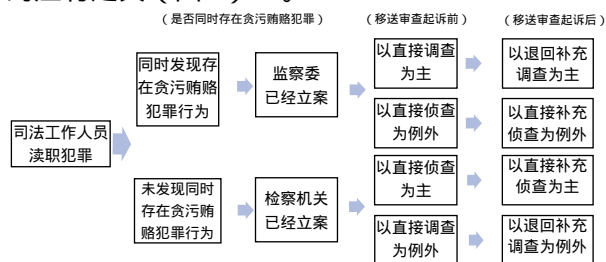 (是否同时存在贪污贿赂犯罪)
(移送审查起诉前)
(移送审查起诉后)
司法工作人员
渎职犯罪
同时发现存
在贪污贿赂
犯罪行为
监察委
已经立案
以直接调查
为主
以退回补充
调查为主
以直接侦查
为例外
以直接补充
侦查为例外
未发现同时
存在贪污贿
赂犯罪行为
检察机关
已经立案
以直接侦查
为主
以直接补充
侦查为主
以直接调查
为例外
以退回补充
调查为例外